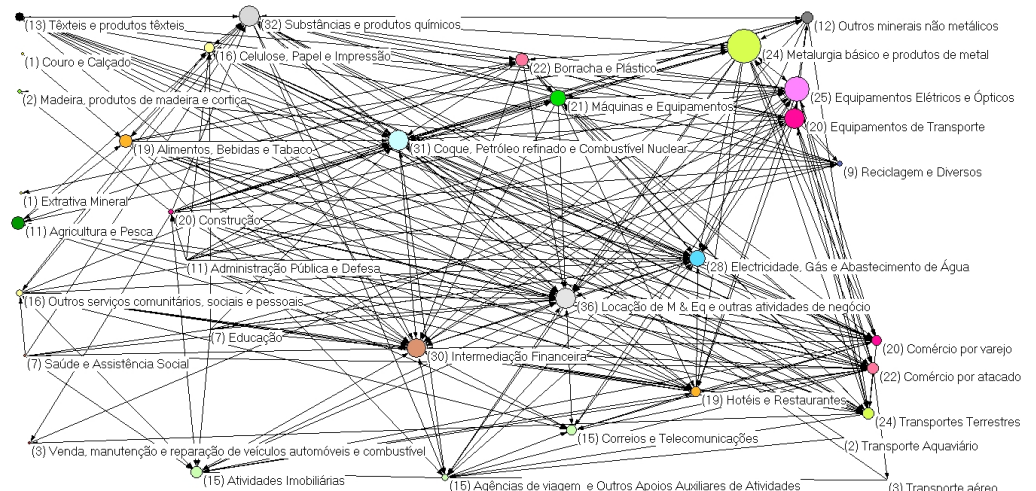 (13) Têxteis e produtos têxteis
(32) Substâncias e produtos químicos
(12) Outros minerais não metálicos
(1) Couro e Calçado
(16) Celulose, Papel e Impressão
(24) Metalurgia básico e produtos de metal
(22) Borracha e Plástico
(2) Madeira, produtos de madeira e cortiça
(21) Máquinas e Equipamentos
(25) Equipamentos Elétricos e Ópticos
(20) Equipamentos de Transporte
(19) Alimentos, Bebidas e Tabaco
(31) Coque, Petróleo refinado e Combustível Nuclear
(9) Reciclagem e Diversos
(1) Extrativa Mineral
(20) Construção
(11) Agricultura e Pesca
(11) Administração Pública e Defesa
(28) Electricidade, Gás e Abastecimento de Água
(16) Outros serviços comunitários, sociais e pessoais
(36) Locação de M & Eq e outras atividades de negócio
(7) Educação
(20) Comércio por varejo
(7) Saúde e Assistência Social
(30) Intermediação Financeira
(22) Comércio por atacado
(19) Hotéis e Restaurantes
(24) Transportes Terrestres
(15) Correios e Telecomunicações
(2) Transporte Aquaviário
(3) Venda, manutenção e reparação de veículos automóveis e combustível
(15) Atividades Imobiliárias
(15) Agências de viagem e Outros Apoios Auxiliares de Atividades
(3) Transporte aéreo